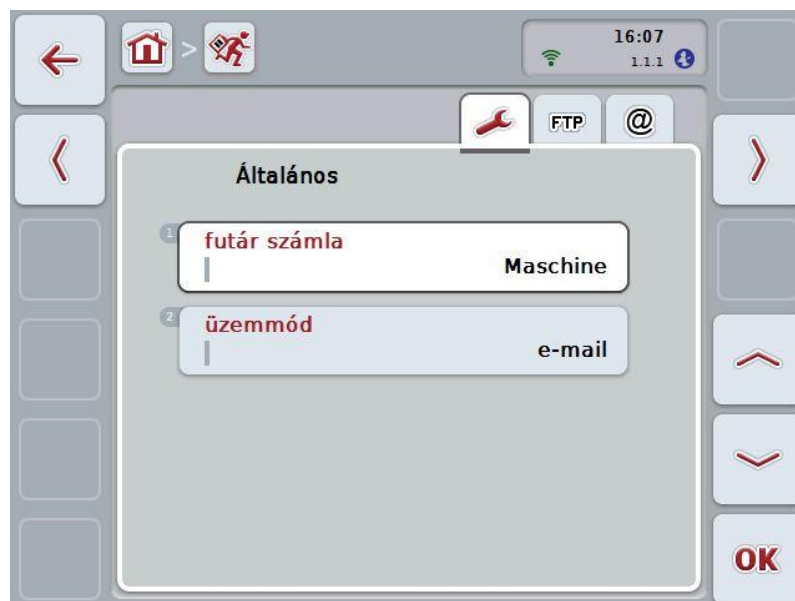 16:07
1.1.1
FTP
@
Általános
1
futár számla
Maschine
2
üzemmód
e-mail
OK